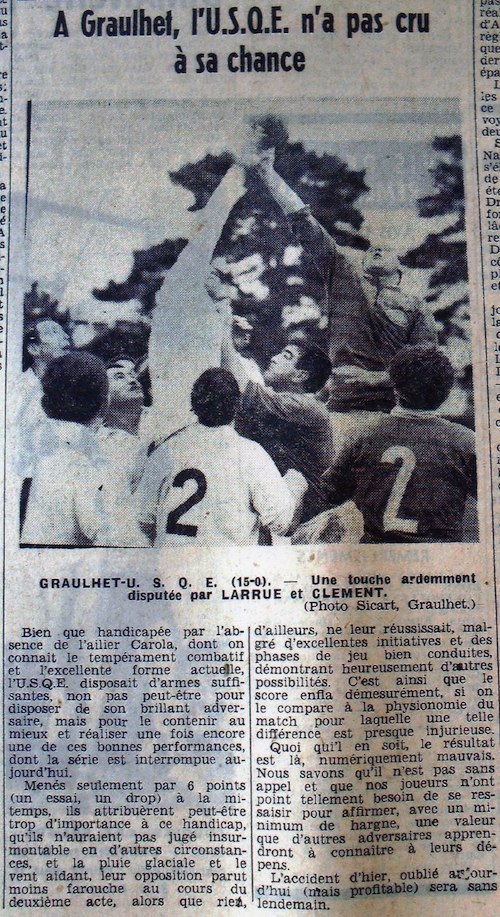 A Graulhet, l'U.S.Q.E. n'a pas cru
à sa chance
2
2
GRAULHET-U. S. Q. E. (15-0). — Une touche ardemment
disputée par LARRUE et CLEMENT.
(Photo Sicart, Graulhet.)
Bien que handicapée par l'ab-
sence de l'ailier Carola, dont on
connaît le tempérament combatif
et l'excellente forme actuelle,
l'U.S.Q.E. disposait d'armes suffi-
santes, non pas peut-être pour
disposer de son brillant adver-
saire, mais pour le contenir au
mieux et réaliser une fois encore
une de ces bonnes performances,
dont la série est interrompue au-
jourd'hui.
Menés seulement par 6 points
(un essai, un drop) à la mi-
temps, ils attribuèrent peut-être
trop d'importance à ce handicap,
qu'ils n'auraient pas jugé insur-
montable en d'autres circonstan-
ces, et la pluie glaciale et le
vent aidant, leur opposition parut
moins farouche au cours du
deuxième acte, alors que rien,
d'ailleurs, ne leur réussissait, mal-
gré d'excellentes initiatives et des
phases de jeu bien conduites,
démontrant heureusement d'autres
possibilités. C'est ainsi que le
score enfla démesurément, si on
le compare à la physionomie du
match pour laquelle une telle
différence est presque injurieuse.
Quoi qui'l en soit, le résultat
est là, numériquement mauvais.
Nous savons qu'il n'est pas sans
appel et que nos joueurs n'ont
point tellement besoin de se res-
saisir pour affirmer, avec un mi-
nimum de hargne, une valeur
que d'autres adversaires appren-
dront à connaître à leurs dé-
pens.
L'accident d'hier, oublié aujour-
d'hui (mais profitable) sera sans
lendemain.